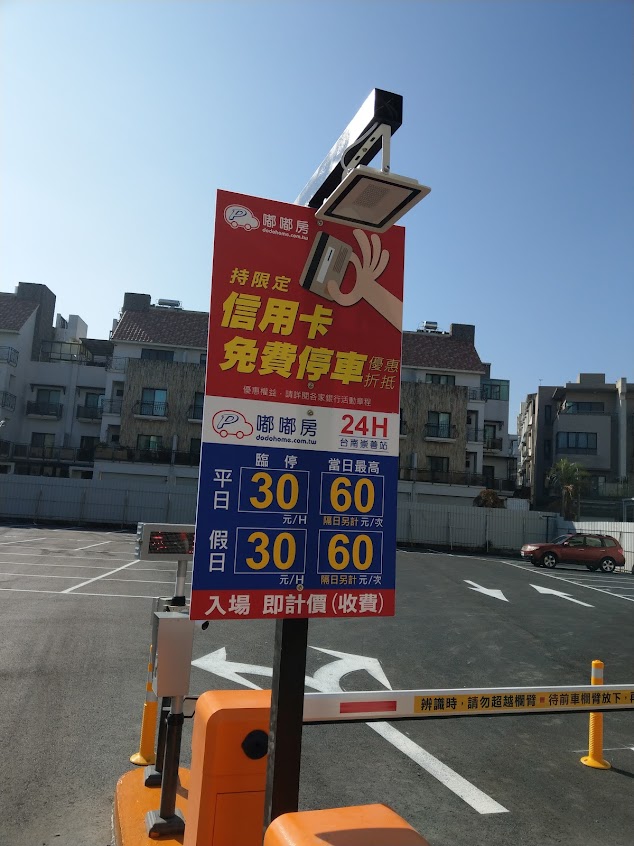 P 嘟嘟房
dodohome.com.tw
持限定
信用卡
免費停車 優惠折抵
優惠權益,請詳閱各家銀行活動專頁
P 嘟嘟房
dodohome.com.tw
24H
台南崇善站
臨停 當日最高
平日 30 元/H 60 隔日另計 元/次
假日 30 元/H 60 隔日另計 元/次
入場 即計價(收費)
辨識時,請勿超越欄臂 待前車欄臂放下,